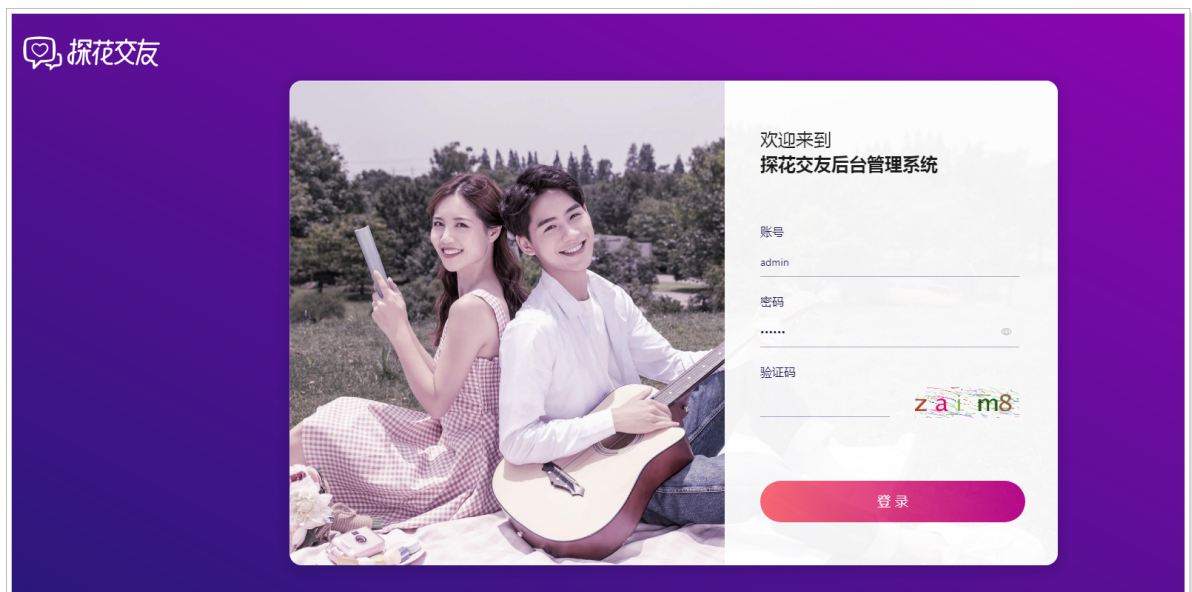 探花交友
欢迎来到
探花交友后台管理系统
账号
admin
密码
••••••
验证码
zaim8
登录